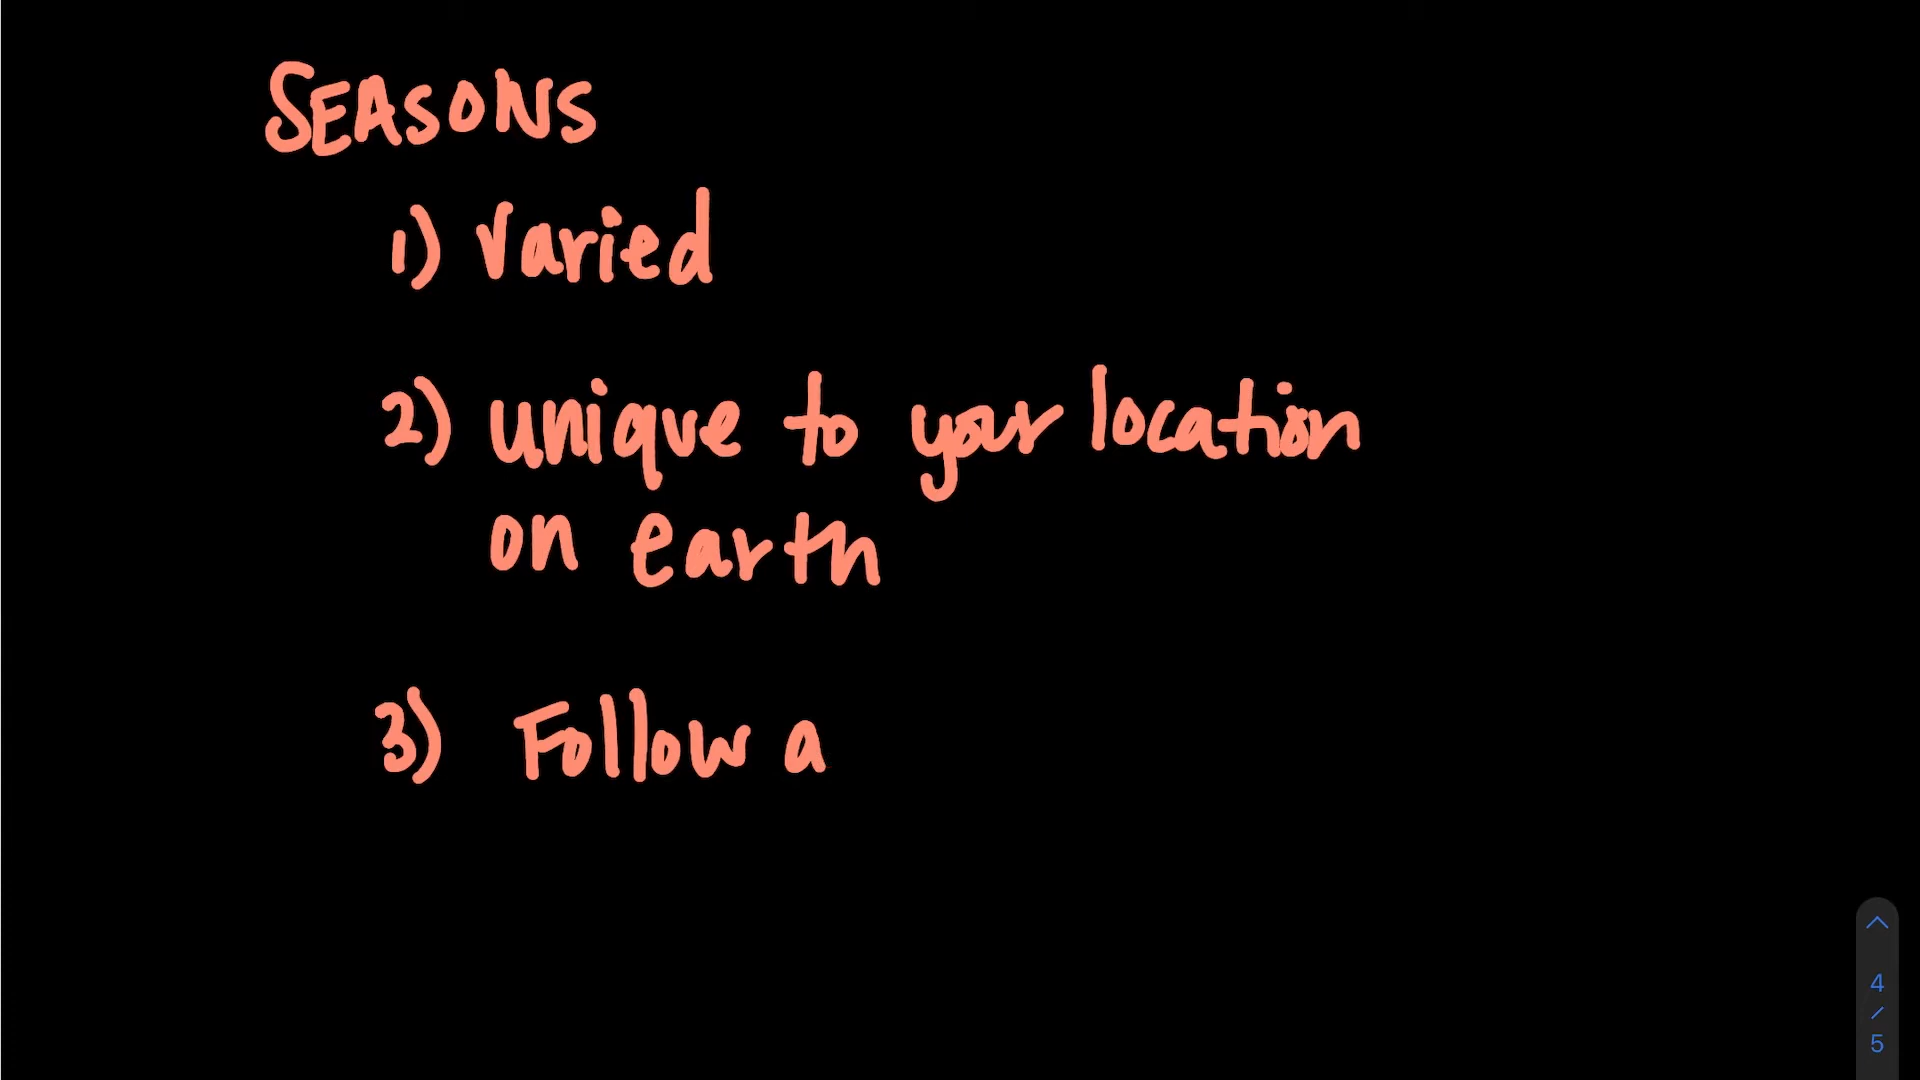 SEASONS
1) Varied
2) unique to your location
on earth
3) Follow a
4
/
5